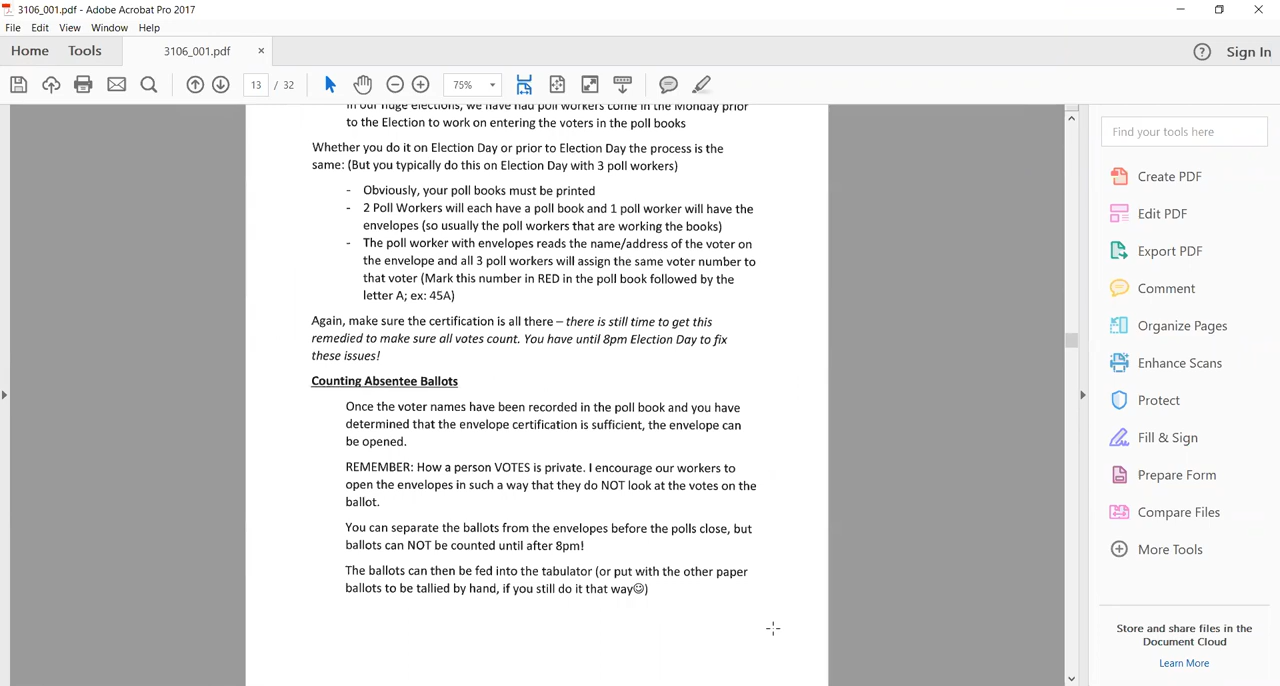 3106_001.pdf - Adobe Acrobat Pro 2017
File Edit View Window Help
Home Tools 3106_001.pdf × ? Sign In
13 / 32 75%
In our huge elections, we have had poll workers come in the Monday prior
to the Election to work on entering the voters in the poll books
Whether you do it on Election Day or prior to Election Day the process is the
same: (But you typically do this on Election Day with 3 poll workers)
- Obviously, your poll books must be printed
- 2 Poll Workers will each have a poll book and 1 poll worker will have the
envelopes (so usually the poll workers that are working the books)
- The poll worker with envelopes reads the name/address of the voter on
the envelope and all 3 poll workers will assign the same voter number to
that voter (Mark this number in RED in the poll book followed by the
letter A; ex: 45A)
Again, make sure the certification is all there – there is still time to get this
remedied to make sure all votes count. You have until 8pm Election Day to fix
these issues!
Counting Absentee Ballots
Once the voter names have been recorded in the poll book and you have
determined that the envelope certification is sufficient, the envelope can
be opened.
REMEMBER: How a person VOTES is private. I encourage our workers to
open the envelopes in such a way that they do NOT look at the votes on the
ballot.
You can separate the ballots from the envelopes before the polls close, but
ballots can NOT be counted until after 8pm!
The ballots can then be fed into the tabulator (or put with the other paper
ballots to be tallied by hand, if you still do it that way☺)
Find your tools here
Create PDF
Edit PDF
Export PDF
Comment
Organize Pages
Enhance Scans
Protect
Fill & Sign
Prepare Form
Compare Files
More Tools
Store and share files in the
Document Cloud
Learn More